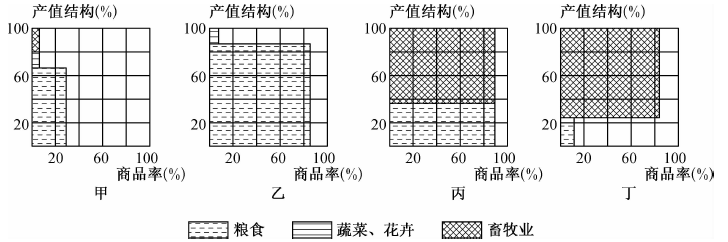 产值结构(%) 产值结构(%) 产值结构(%) 产值结构(%)
100 100 100 100
60 60 60 60
20 20 20 20
20 60 100 20 60 100 20 60 100 20 60 100
商品率(%) 商品率(%) 商品率(%) 商品率(%)
甲 乙 丙 丁
粮食 蔬菜、花卉 畜牧业